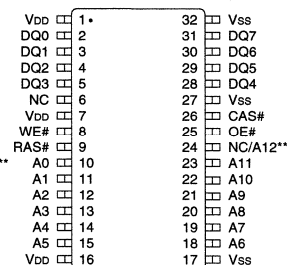 VDD 1 32 VSS
DQ0 2 31 DQ7
DQ1 3 30 DQ6
DQ2 4 29 DQ5
DQ3 5 28 DQ4
NC 6 27 VSS
VDD 7 26 CAS#
WE# 8 25 OE#
RAS# 9 24 NC/A12**
** A0 10 23 A11
A1 11 22 A10
A2 12 21 A9
A3 13 20 A8
A4 14 19 A7
A5 15 18 A6
VDD 16 17 VSS